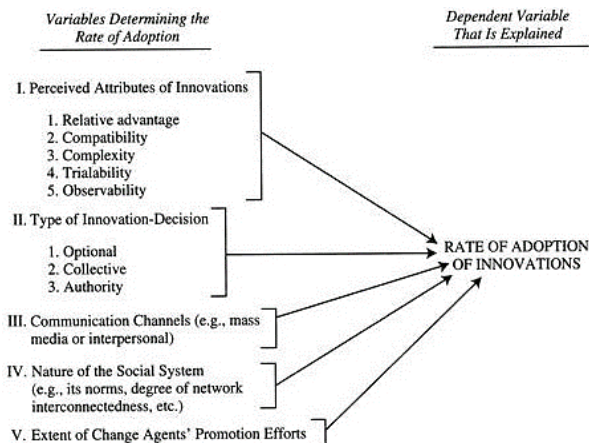 Variables Determining the
Rate of Adoption
Dependent Variable
That Is Explained
I. Perceived Attributes of Innovations
1. Relative advantage
2. Compatibility
3. Complexity
4. Trialability
5. Observability
II. Type of Innovation-Decision
1. Optional
2. Collective
3. Authority
RATE OF ADOPTION
OF INNOVATIONS
III. Communication Channels (e.g., mass
media or interpersonal)
IV. Nature of the Social System
(e.g., its norms, degree of network
interconnectedness, etc.)
V. Extent of Change Agents' Promotion Efforts